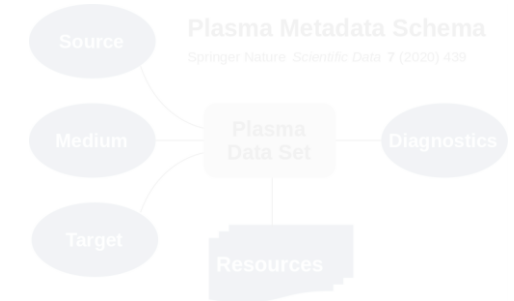 Plasma Metadata Schema
Springer Nature Scientific Data 7 (2020) 439
Source
Medium
Target
Plasma
Data Set
Diagnostics
Resources